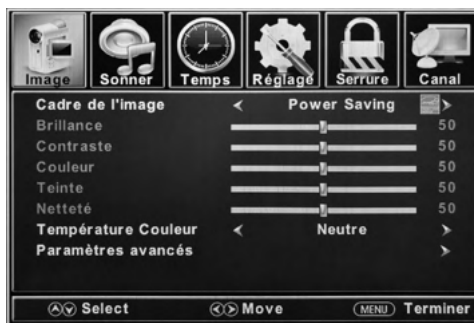 Image Sonner Temps Réglage Serrure Canal
Cadre de l'image Power Saving
Brillance 50
Contraste 50
Couleur 50
Teinte 50
Netteté 50
Température Couleur Neutre
Paramètres avancés
Select Move MENU Terminer